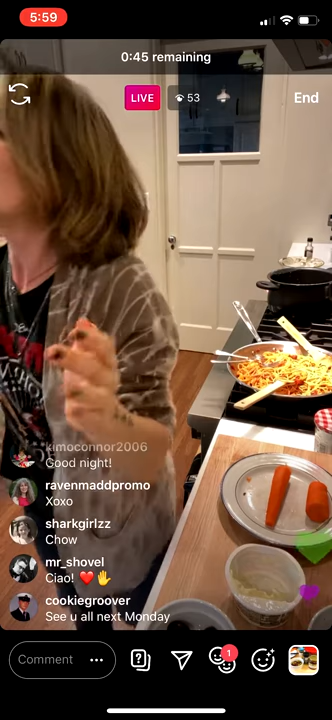 5:59
0:45 remaining
LIVE
53
End
kimoconnor2006
Good night!
ravenmaddpromo
Xoxo
sharkgirlzz
Chow
mr_shovel
Ciao! ❤️🖐️
cookiegroover
See u all next Monday
Comment
1